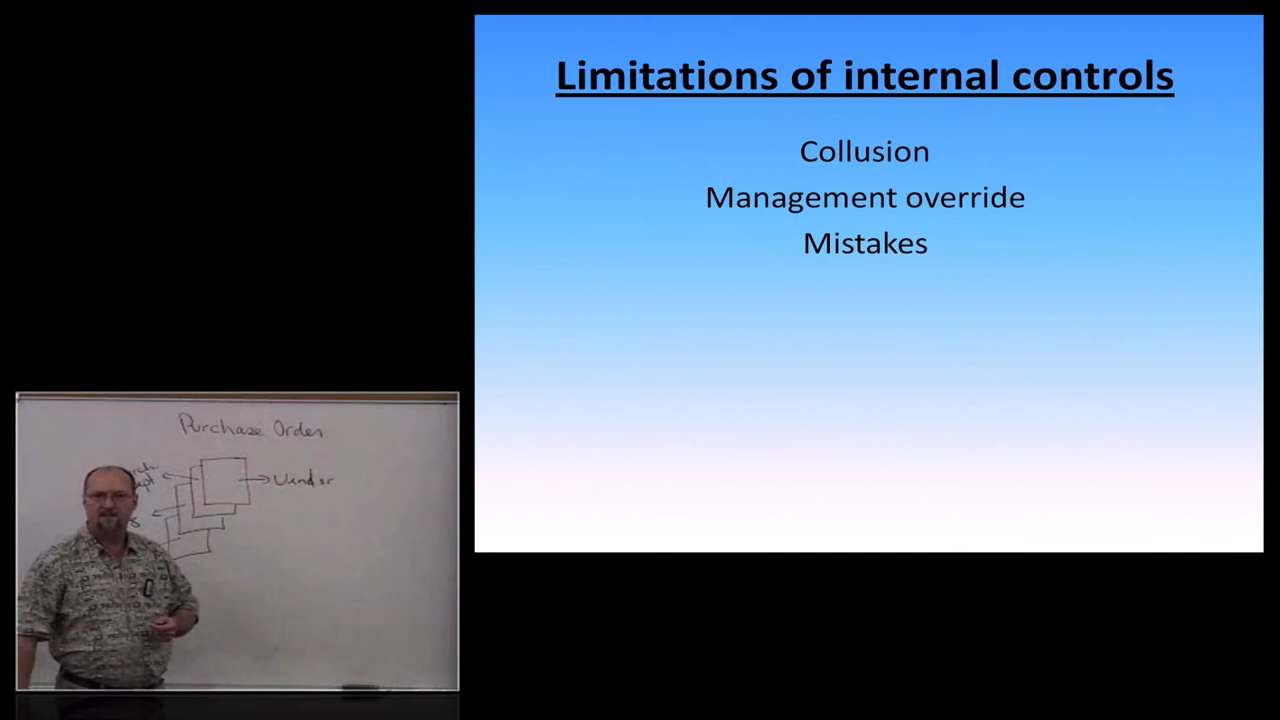 Limitations of internal controls
Collusion
Management override
Mistakes
Purchase Order
Vendor